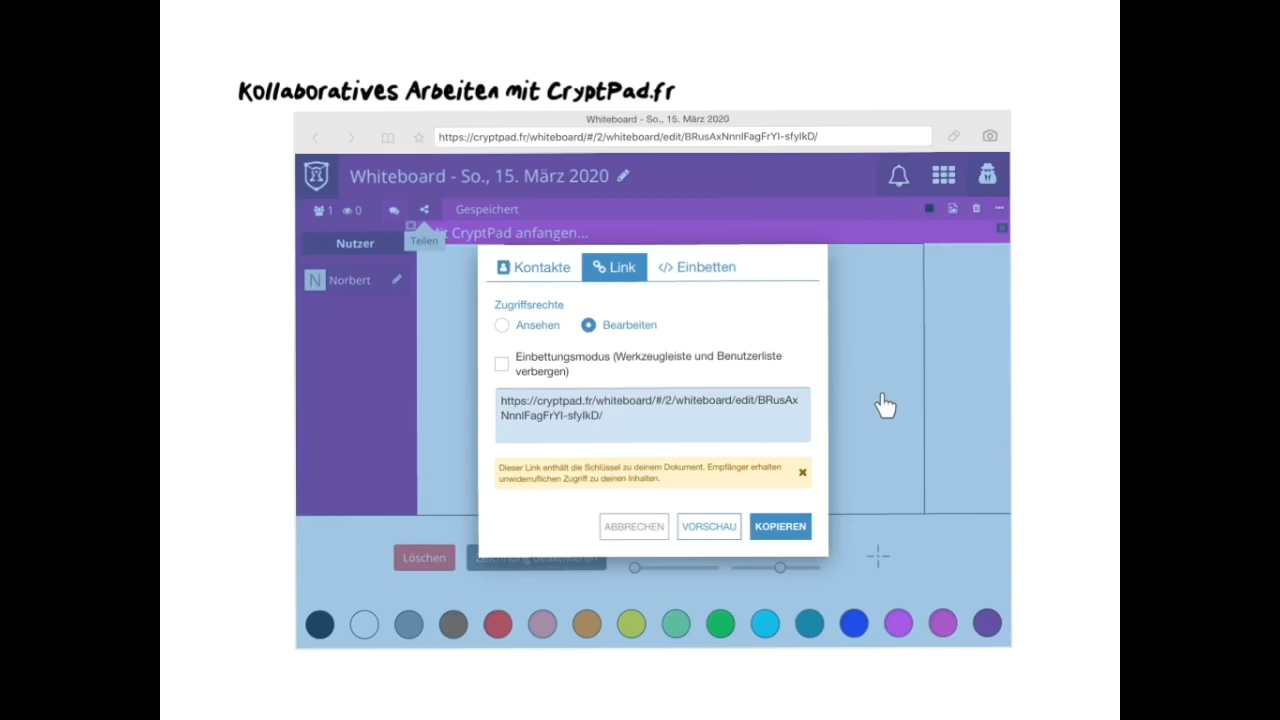 Kollaboratives Arbeiten mit CryptPad.fr
Whiteboard - So., 15. März 2020
https://cryptpad.fr/whiteboard/#/2/whiteboard/edit/BRusAxNnnlFagFrYI-sfylkD/
Whiteboard - So., 15. März 2020
1 0 Gespeichert
Teilen
CryptPad anfangen...
Nutzer
N Norbert
Kontakte Link </> Einbetten
Zugriffsrechte
Ansehen Bearbeiten
Einbettungsmodus (Werkzeugleiste und Benutzerliste
verbergen)
https://cryptpad.fr/whiteboard/#/2/whiteboard/edit/BRusAx
NnnlFagFrYI-sfylkD/
Dieser Link enthält die Schlüssel zu deinem Dokument. Empfänger erhalten
unwiderruflichen Zugriff zu deinen Inhalten.
ABBRECHEN VORSCHAU KOPIEREN
Löschen